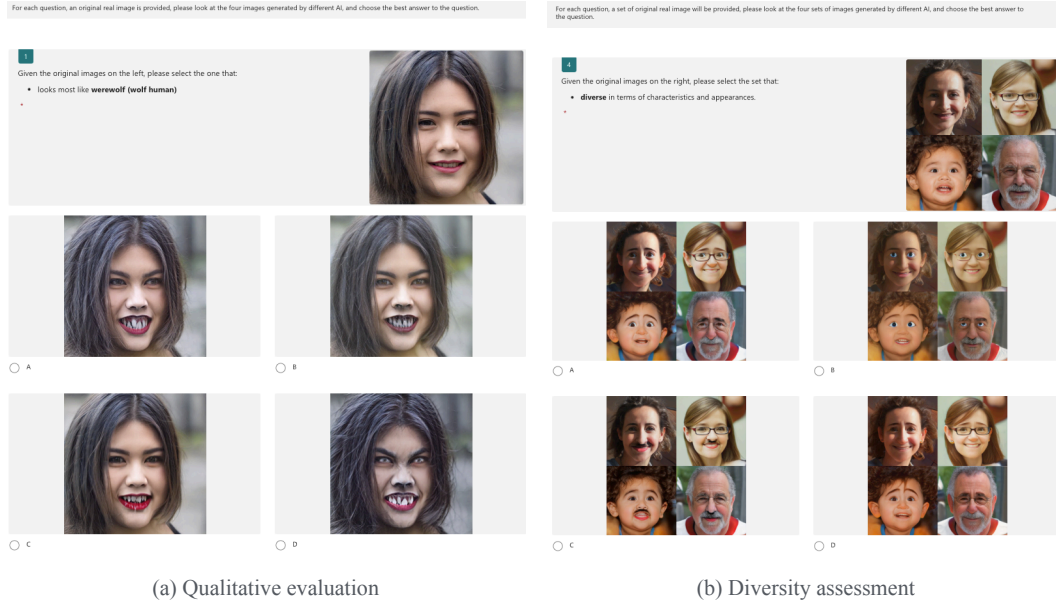 For each question, an original real image is provided, please look at the four images generated by different AI, and choose the best answer to the question.
1
Given the original images on the left, please select the one that:
• looks most like werewolf (wolf human)
*
A
B
C
D
(a) Qualitative evaluation
For each question, a set of original real image will be provided, please look at the four sets of images generated by different AI, and choose the best answer to
the question.
4
Given the original images on the right, please select the set that:
• diverse in terms of characteristics and appearances.
*
A
B
C
D
(b) Diversity assessment